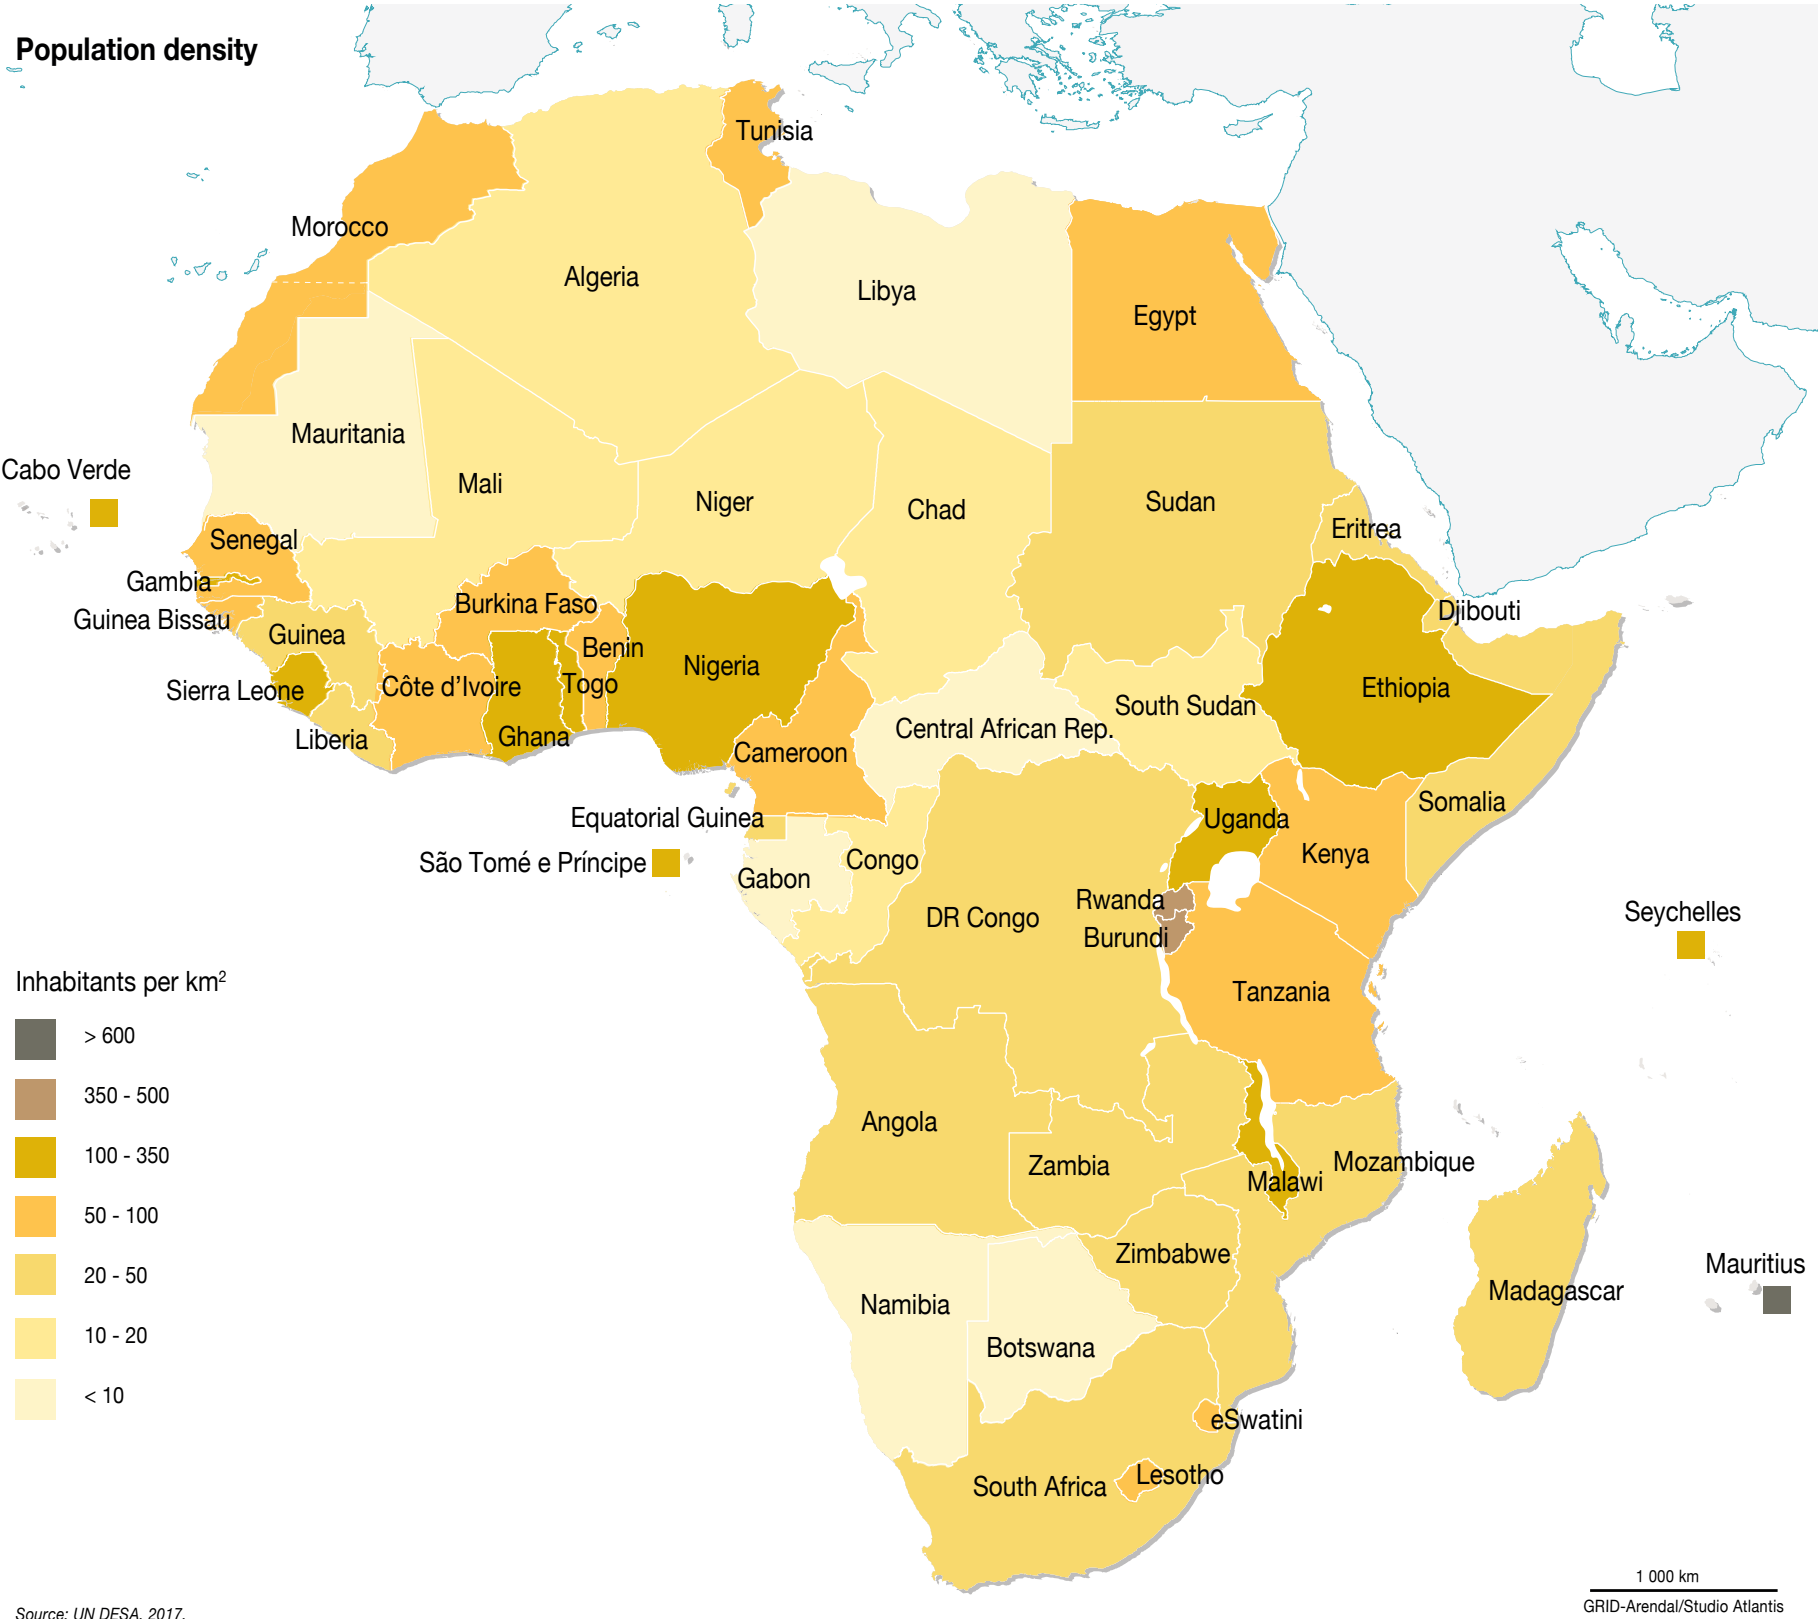 Population density
Tunisia
Morocco
Algeria
Libya
Egypt
Mauritania
Cabo Verde
Mali
Niger
Chad
Sudan
Eritrea
Senegal
Gambia
Burkina Faso
Djibouti
Guinea Bissau
Guinea
Benin
Nigeria
Sierra Leone
Côte d’Ivoire
Togo
Ethiopia
South Sudan
Central African Rep.
Liberia
Ghana
Cameroon
Somalia
Equatorial Guinea
Uganda
São Tomé e Príncipe
Congo
Kenya
Gabon
Rwanda
DR Congo
Burundi
Seychelles
Tanzania
Inhabitants per km²
> 600
350 - 500
100 - 350
50 - 100
20 - 50
10 - 20
< 10
Angola
Zambia
Mozambique
Malawi
Zimbabwe
Mauritius
Madagascar
Namibia
Botswana
eSwatini
Lesotho
South Africa
1 000 km
GRID-Arendal/Studio Atlantis
Source: UN DESA, 2017.